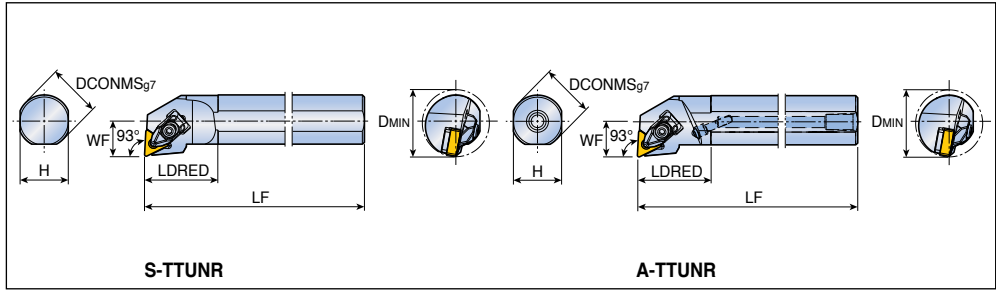 DCONMSg7
WF
93°
H
LDRED
LF
DMIN
S-TTUNR
DCONMSg7
WF
93°
H
LDRED
LF
DMIN
A-TTUNR